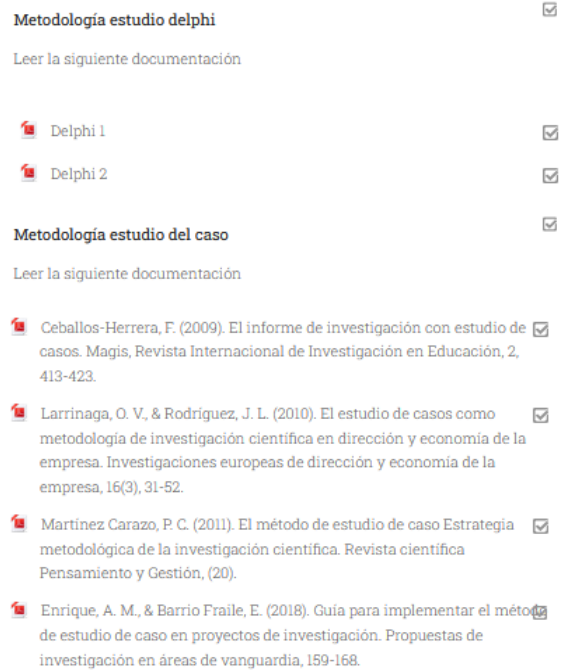 Metodología estudio delphi
Leer la siguiente documentación
Delphi 1
Delphi 2
Metodología estudio del caso
Leer la siguiente documentación
Ceballos-Herrera, F. (2009). El informe de investigación con estudio de
casos. Magis, Revista Internacional de Investigación en Educación, 2,
413-423.
Larrinaga, O. V., & Rodríguez, J. L. (2010). El estudio de casos como
metodología de investigación científica en dirección y economía de la
empresa. Investigaciones europeas de dirección y economía de la
empresa, 16(3), 31-52.
Martínez Carazo, P. C. (2011). El método de estudio de caso Estrategia
metodológica de la investigación científica. Revista científica
Pensamiento y Gestión, (20).
Enrique, A. M., & Barrio Fraile, E. (2018). Guía para implementar el método
de estudio de caso en proyectos de investigación. Propuestas de
investigación en áreas de vanguardia, 159-168.